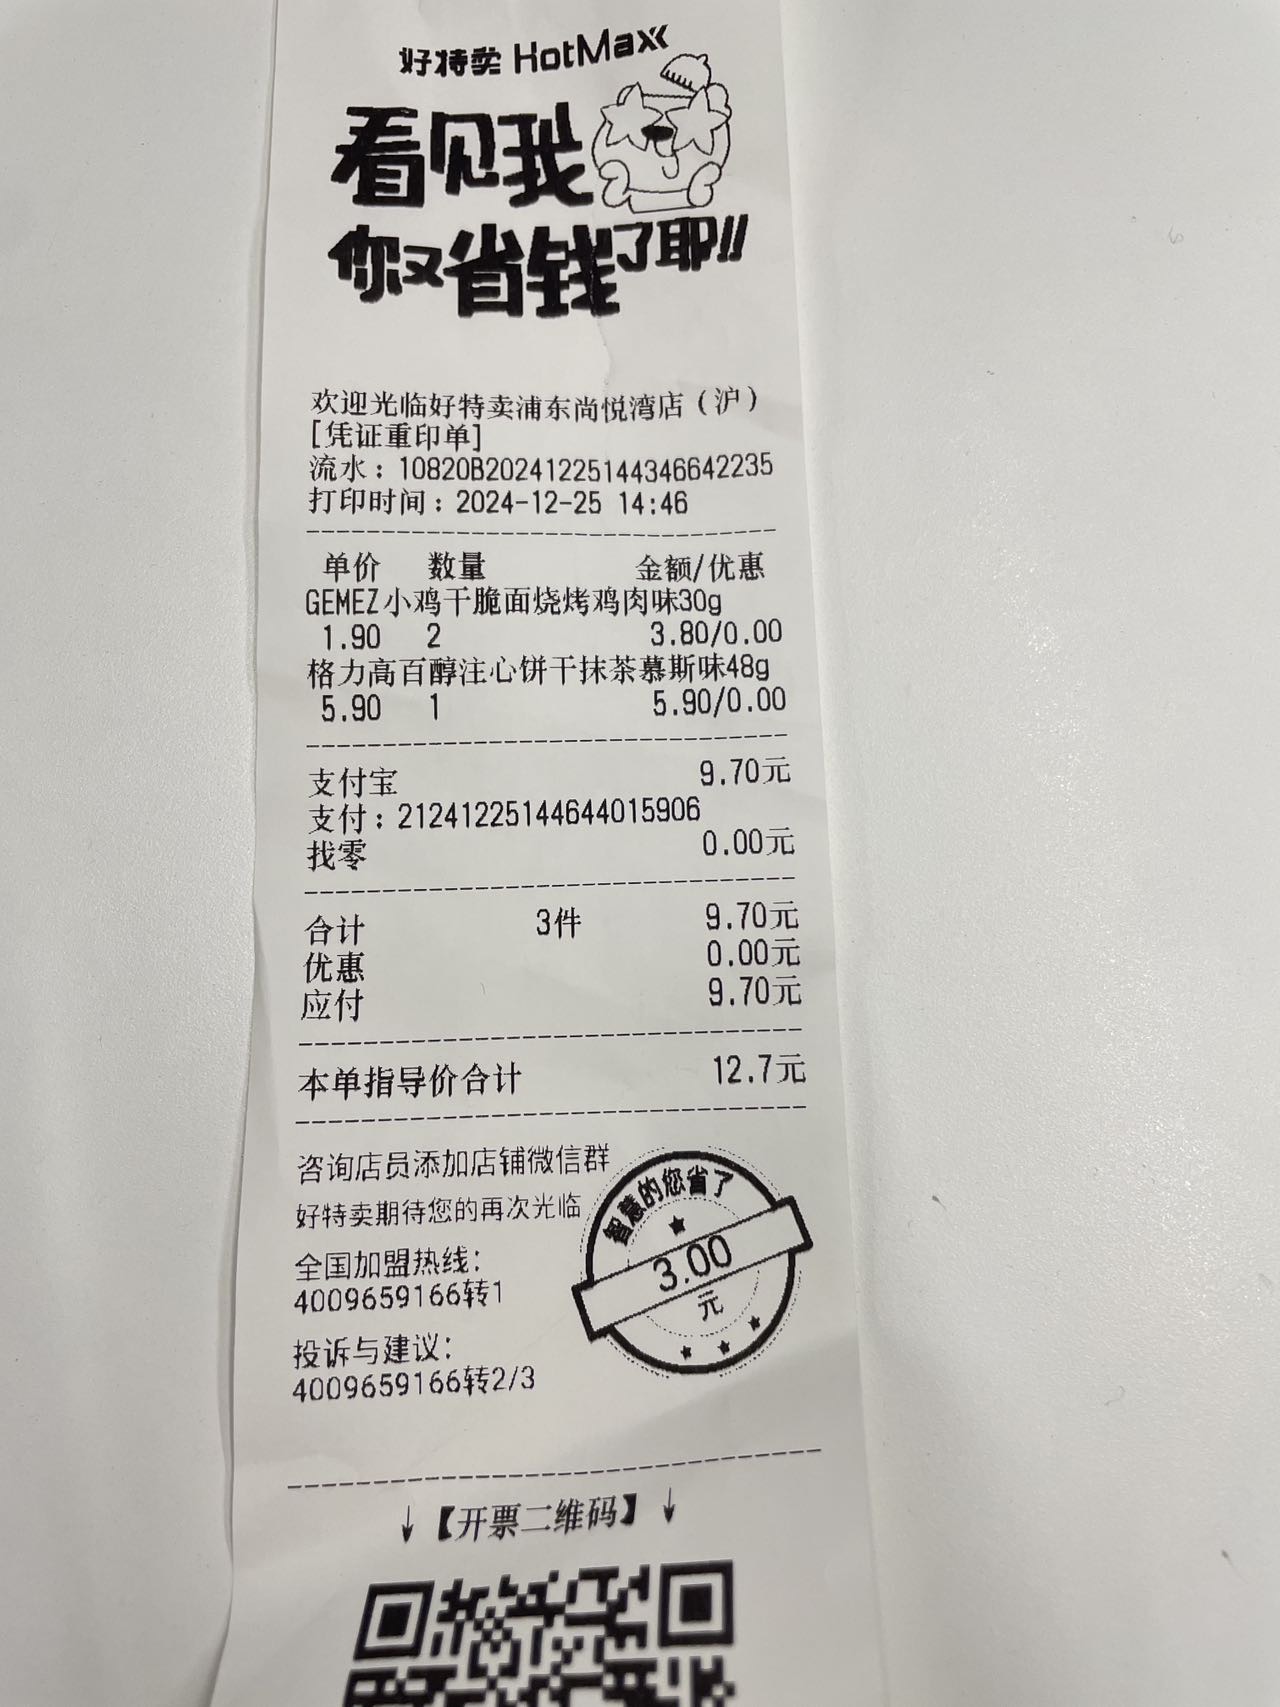 好特卖 HotMaxx
看见我
你又省钱了耶!!
欢迎光临好特卖浦东尚悦湾店（沪）
[凭证重印单]
流水：10820B20241225144346642235
打印时间：2024-12-25 14:46
单价 数量 金额/优惠
GEMEZ小鸡干脆面烧烤鸡肉味30g
1.90 2 3.80/0.00
格力高百醇注心饼干抹茶慕斯味48g
5.90 1 5.90/0.00
支付宝 9.70元
支付：21241225144644015906
找零 0.00元
合计 3件 9.70元
优惠 0.00元
应付 9.70元
本单指导价合计 12.7元
咨询店员添加店铺微信群
好特卖期待您的再次光临
全国加盟热线：
4009659166转1
投诉与建议：
4009659166转2/3
智慧的您省了
3.00
元
↓【开票二维码】↓